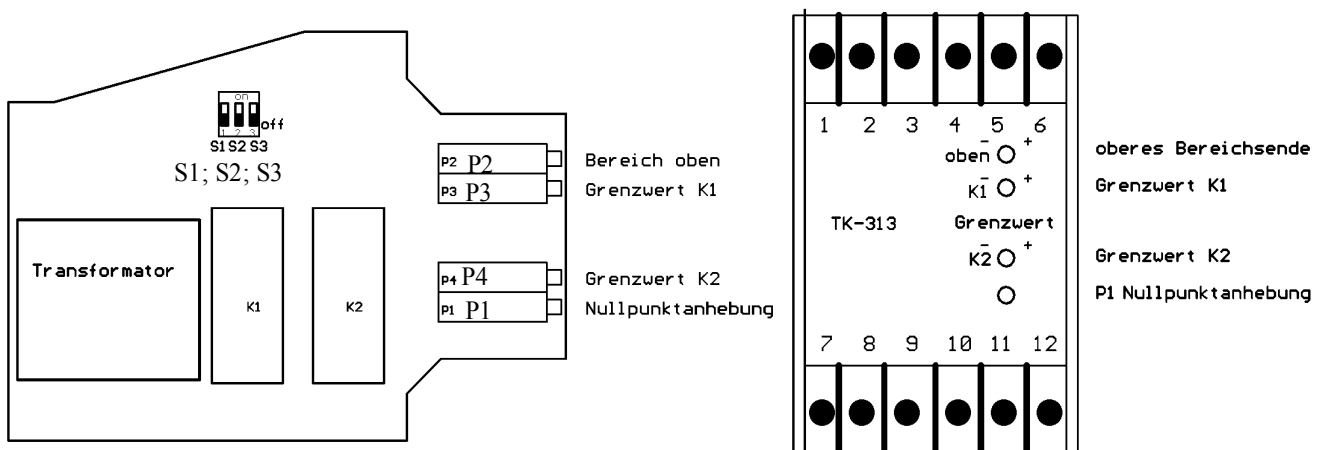 on
1 2 3
off
S1 S2 S3
S1; S2; S3
P2 P2 Bereich oben
P3 P3 Grenzwert K1
Transformator
K1
K2
P4 P4 Grenzwert K2
P1 P1 Nullpunktanhebung
1 2 3 4 5 6
oben - + oberes Bereichsende
K1 - + Grenzwert K1
TK-313 Grenzwert
K2 - + Grenzwert K2
P1 Nullpunktanhebung
7 8 9 10 11 12